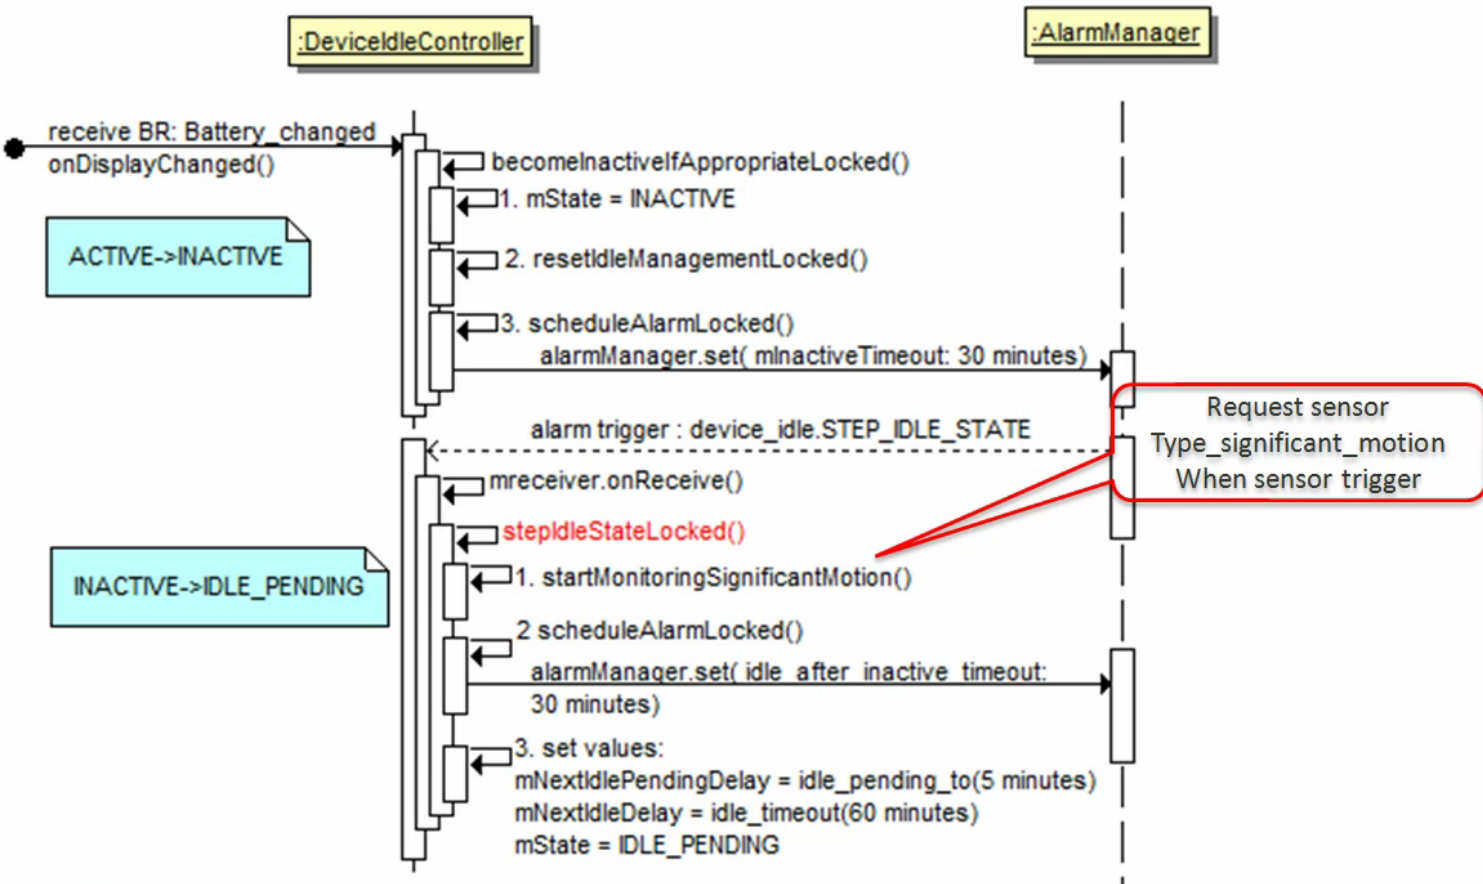 :DeviceIdleController
:AlarmManager
receive BR: Battery_changed
onDisplayChanged()
becomeInactiveIfAppropriateLocked()
1. mState = INACTIVE
ACTIVE->INACTIVE
2. resetIdleManagementLocked()
3. scheduleAlarmLocked()
alarmManager.set( mInactiveTimeout: 30 minutes)
Request sensor
Type_significant_motion
When sensor trigger
alarm trigger : device_idle.STEP_IDLE_STATE
mreceiver.onReceive()
stepIdleStateLocked()
INACTIVE->IDLE_PENDING
1. startMonitoringSignificantMotion()
2 scheduleAlarmLocked()
alarmManager.set( idle_after_inactive_timeout:
30 minutes)
3. set values:
mNextIdlePendingDelay = idle_pending_to(5 minutes)
mNextIdleDelay = idle_timeout(60 minutes)
mState = IDLE_PENDING